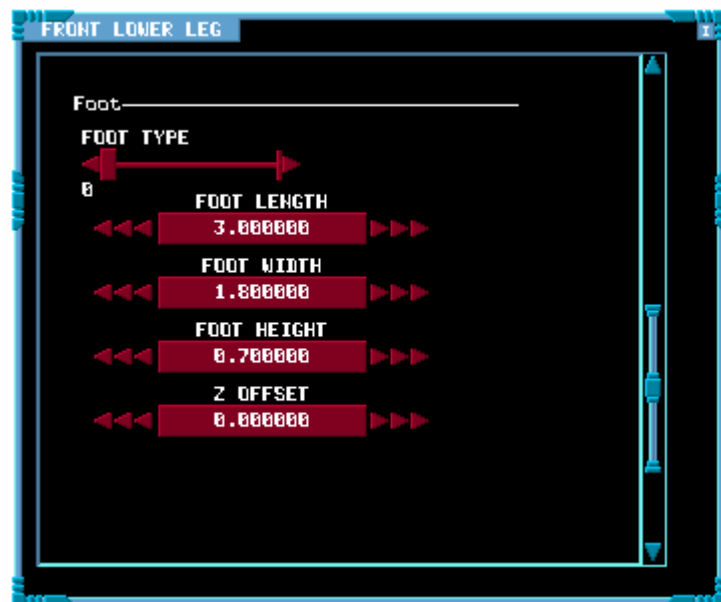 FRONT LOWER LEG
I
Foot
FOOT TYPE
0
FOOT LENGTH
3.000000
FOOT WIDTH
1.800000
FOOT HEIGHT
0.700000
Z OFFSET
0.000000